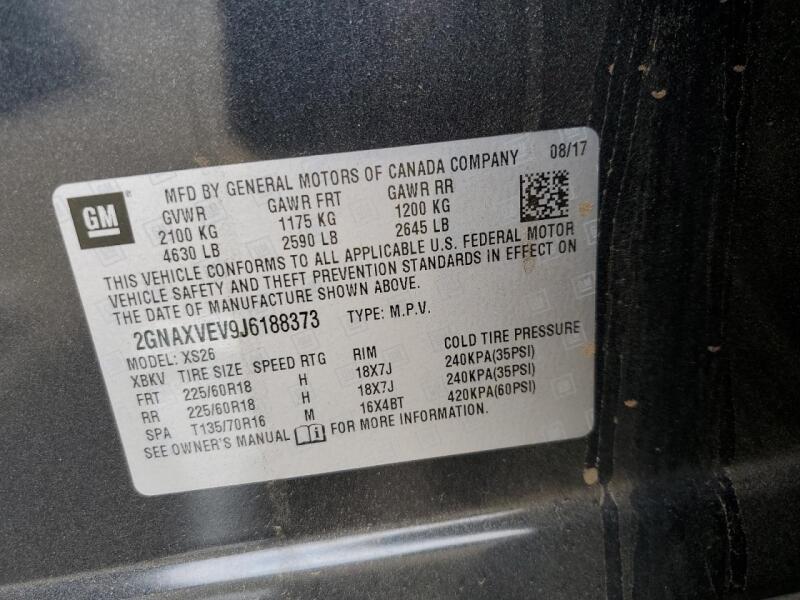 GM
MFD BY GENERAL MOTORS OF CANADA COMPANY 08/17
GVWR GAWR FRT GAWR RR
2100 KG 1175 KG 1200 KG
4630 LB 2590 LB 2645 LB
THIS VEHICLE CONFORMS TO ALL APPLICABLE U.S. FEDERAL MOTOR
VEHICLE SAFETY AND THEFT PREVENTION STANDARDS IN EFFECT ON
THE DATE OF MANUFACTURE SHOWN ABOVE.
2GNAXVEV9J6188373 TYPE: M.P.V.
MODEL: XS26
XBKV TIRE SIZE SPEED RTG RIM COLD TIRE PRESSURE
FRT 225/60R18 H 18X7J 240KPA(35PSI)
RR 225/60R18 H 18X7J 240KPA(35PSI)
SPA T135/70R16 M 16X4BT 420KPA(60PSI)
SEE OWNER'S MANUAL i FOR MORE INFORMATION.